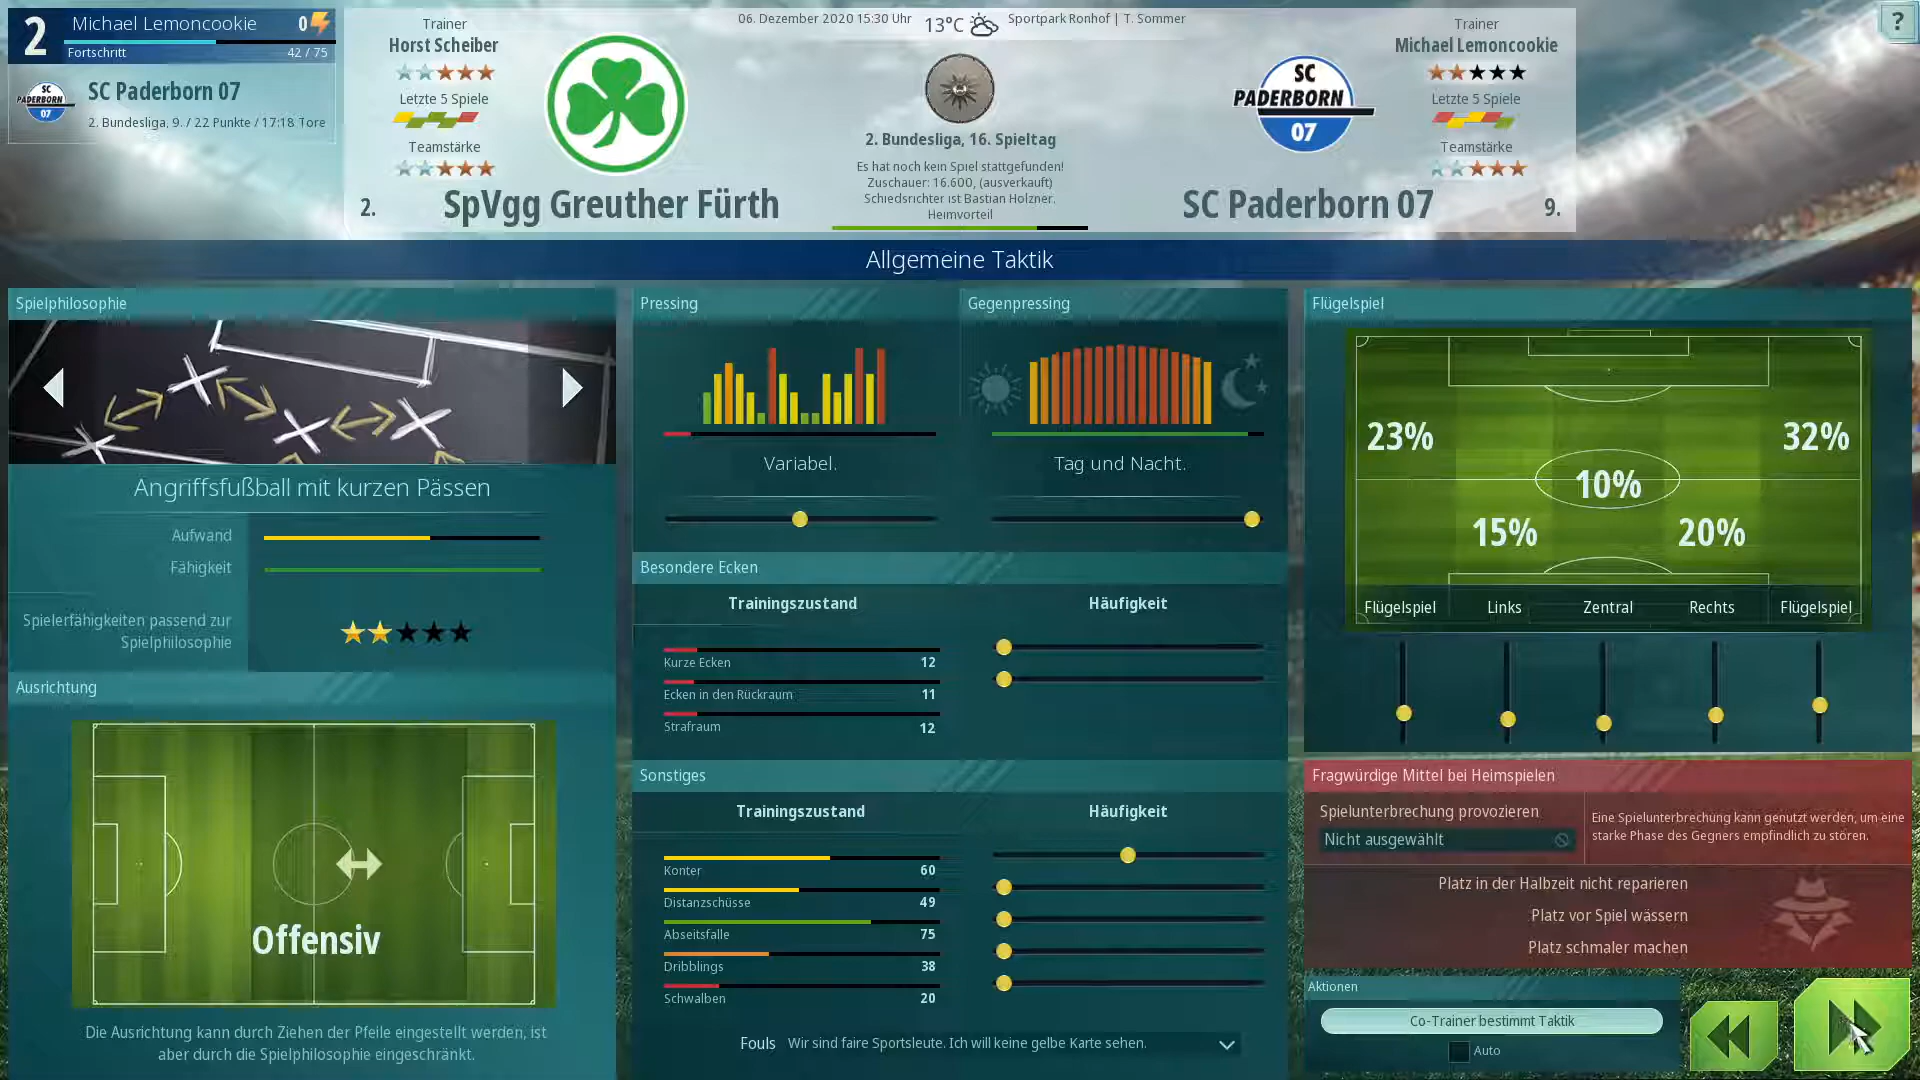 2
Michael Lemoncookie
0
Fortschritt
42 / 75
SC
PADERBORN
07
SC Paderborn 07
2. Bundesliga, 9. / 22 Punkte / 17:18 Tore
Trainer
Horst Scheiber
Letzte 5 Spiele
Teamstärke
2.
SpVgg Greuther Fürth
06. Dezember 2020 15:30 Uhr
13°C
Sportpark Ronhof | T. Sommer
2. Bundesliga, 16. Spieltag
Es hat noch kein Spiel stattgefunden!
Zuschauer: 16.600, (ausverkauft)
Schiedsrichter ist Bastian Holzner.
Heimvorteil
SC
PADERBORN
07
Trainer
Michael Lemoncookie
Letzte 5 Spiele
Teamstärke
SC Paderborn 07
9.
?
Allgemeine Taktik
Spielphilosophie
Angriffsfußball mit kurzen Pässen
Aufwand
Fähigkeit
Spielerfähigkeiten passend zur
Spielphilosophie
Ausrichtung
Offensiv
Die Ausrichtung kann durch Ziehen der Pfeile eingestellt werden, ist
aber durch die Spielphilosophie eingeschränkt.
Pressing
Variabel.
Gegenpressing
Tag und Nacht.
Besondere Ecken
Trainingszustand
Häufigkeit
Kurze Ecken 12
Ecken in den Rückraum 11
Strafraum 12
Sonstiges
Trainingszustand
Häufigkeit
Konter 60
Distanzschüsse 49
Abseitsfalle 75
Dribblings 38
Schwalben 20
Fouls Wir sind faire Sportsleute. Ich will keine gelbe Karte sehen.
Flügelspiel
23%
32%
10%
15%
20%
Flügelspiel Links Zentral Rechts Flügelspiel
Fragwürdige Mittel bei Heimspielen
Spielunterbrechung provozieren
Nicht ausgewählt
Eine Spielunterbrechung kann genutzt werden, um eine
starke Phase des Gegners empfindlich zu stören.
Platz in der Halbzeit nicht reparieren
Platz vor Spiel wässern
Platz schmaler machen
Aktionen
Co-Trainer bestimmt Taktik
Auto